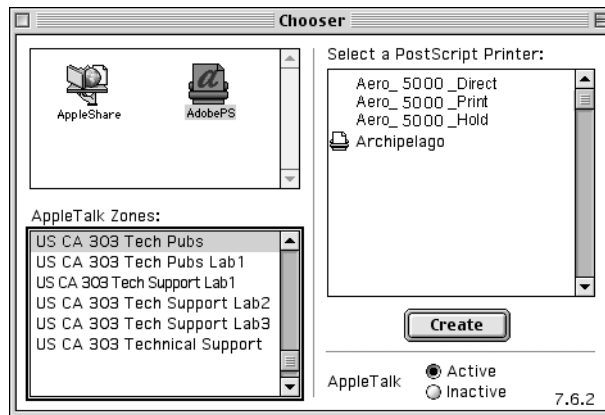 Chooser
AppleShare
AdobePS
AppleTalk Zones:
US CA 303 Tech Pubs
US CA 303 Tech Pubs Lab1
US CA 303 Tech Support Lab1
US CA 303 Tech Support Lab2
US CA 303 Tech Support Lab3
US CA 303 Technical Support
Select a PostScript Printer:
Aero_ 5000 _Direct
Aero_ 5000 _Print
Aero_ 5000 _Hold
Archipelago
Create
AppleTalk
Active
Inactive
7.6.2